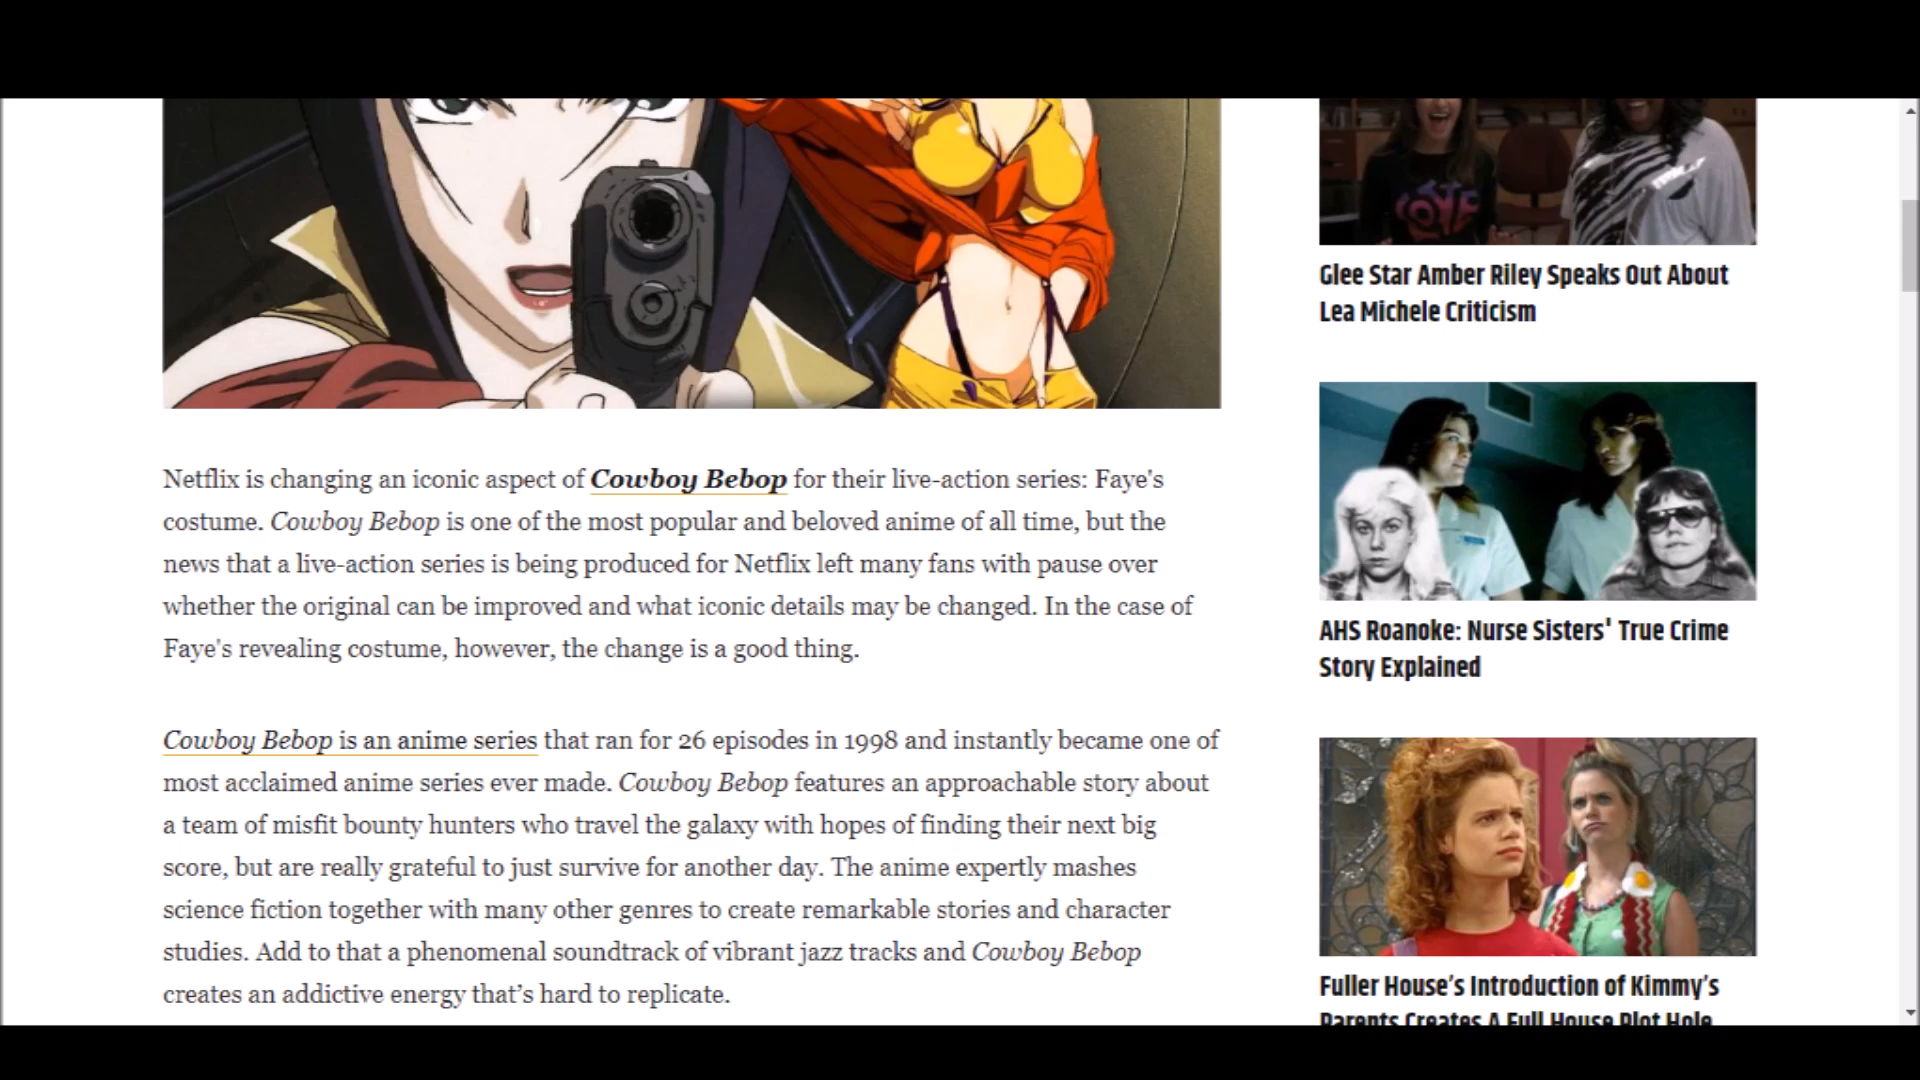 Netflix is changing an iconic aspect of Cowboy Bebop for their live-action series: Faye's
costume. Cowboy Bebop is one of the most popular and beloved anime of all time, but the
news that a live-action series is being produced for Netflix left many fans with pause over
whether the original can be improved and what iconic details may be changed. In the case of
Faye's revealing costume, however, the change is a good thing.
Cowboy Bebop is an anime series that ran for 26 episodes in 1998 and instantly became one of
most acclaimed anime series ever made. Cowboy Bebop features an approachable story about
a team of misfit bounty hunters who travel the galaxy with hopes of finding their next big
score, but are really grateful to just survive for another day. The anime expertly mashes
science fiction together with many other genres to create remarkable stories and character
studies. Add to that a phenomenal soundtrack of vibrant jazz tracks and Cowboy Bebop
creates an addictive energy that’s hard to replicate.
LOVE
Glee Star Amber Riley Speaks Out About
Lea Michele Criticism
AHS Roanoke: Nurse Sisters' True Crime
Story Explained
Fuller House’s Introduction of Kimmy’s
Parents Creates A Full House Plot Hole